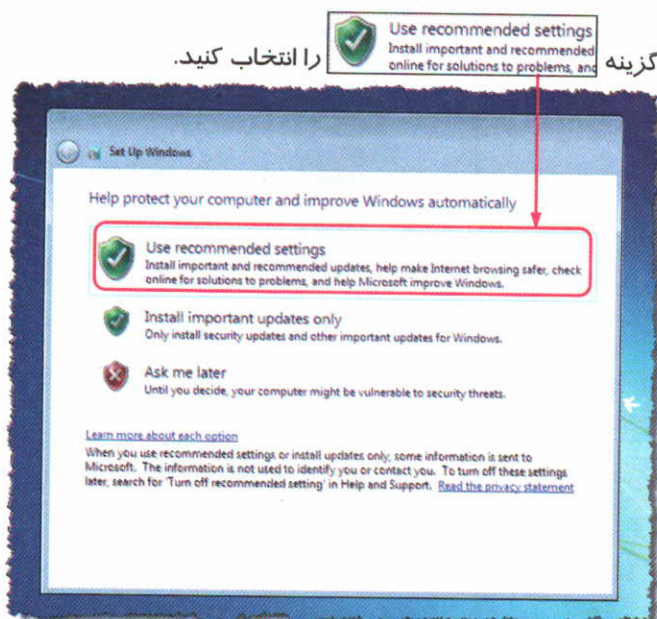 گزینه Use recommended settings را انتخاب کنید.
Install important and recommended
online for solutions to problems, and
Set Up Windows
Help protect your computer and improve Windows automatically
Use recommended settings
Install important and recommended updates, help make Internet browsing safer, check
online for solutions to problems, and help Microsoft improve Windows.
Install important updates only
Only install security updates and other important updates for Windows.
Ask me later
Until you decide, your computer might be vulnerable to security threats.
Learn more about each option
When you use recommended settings or install updates only, some information is sent to
Microsoft. The information is not used to identify you or contact you. To turn off these settings
later, search for 'Turn off recommended setting' in Help and Support. Read the privacy statement